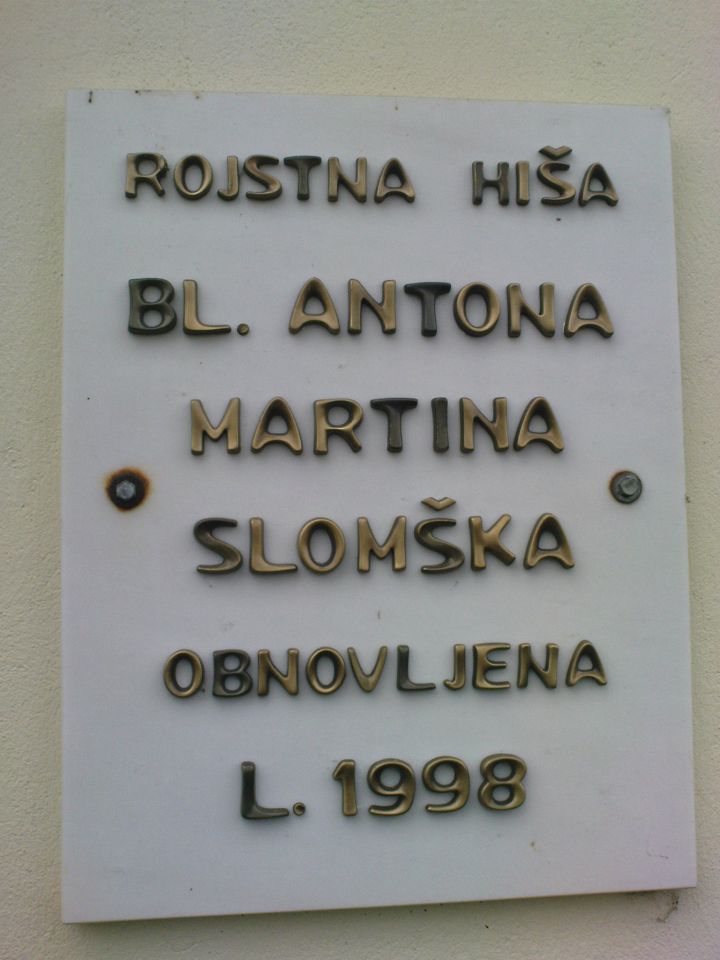 ROJSTNA HIŠA
BL. ANTONA
MARTINA
SLOMŠKA
OBNOVLJENA
L. 1998